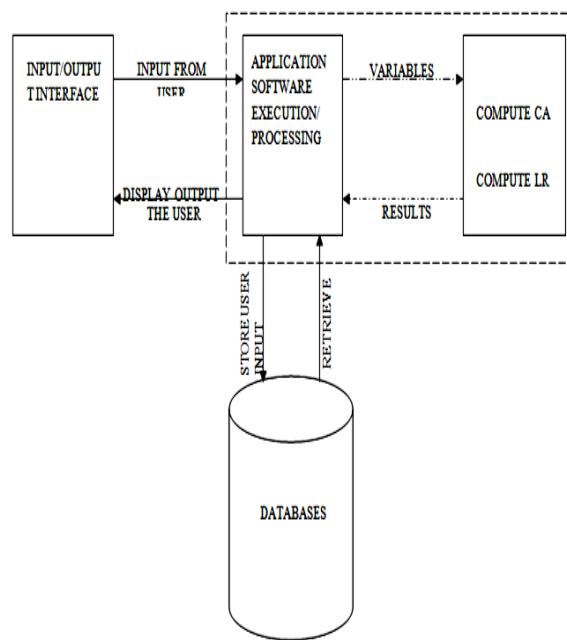 INPUT/OUTPU
T INTERFACE
INPUT FROM
USER
DISPLAY OUTPUT
THE USER
APPLICATION
SOFTWARE
EXECUTION/
PROCESSING
VARIABLES
RESULTS
COMPUTE CA
COMPUTE LR
STORE USER
INPUT
RETRIEVE
DATABASES